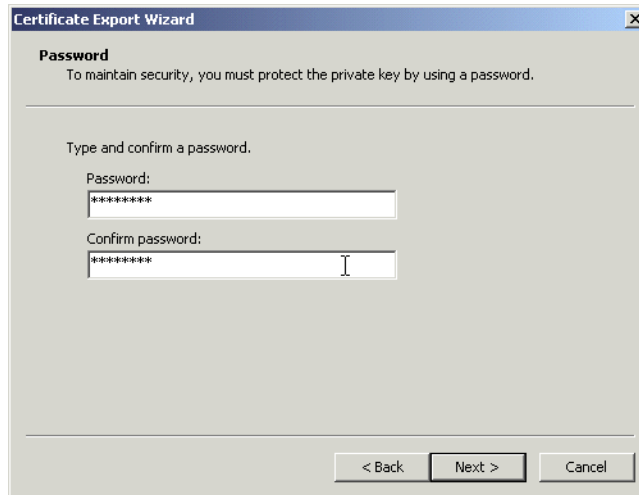 Certificate Export Wizard
Password
To maintain security, you must protect the private key by using a password.
Type and confirm a password.
Password:
********
Confirm password:
********
< Back Next > Cancel